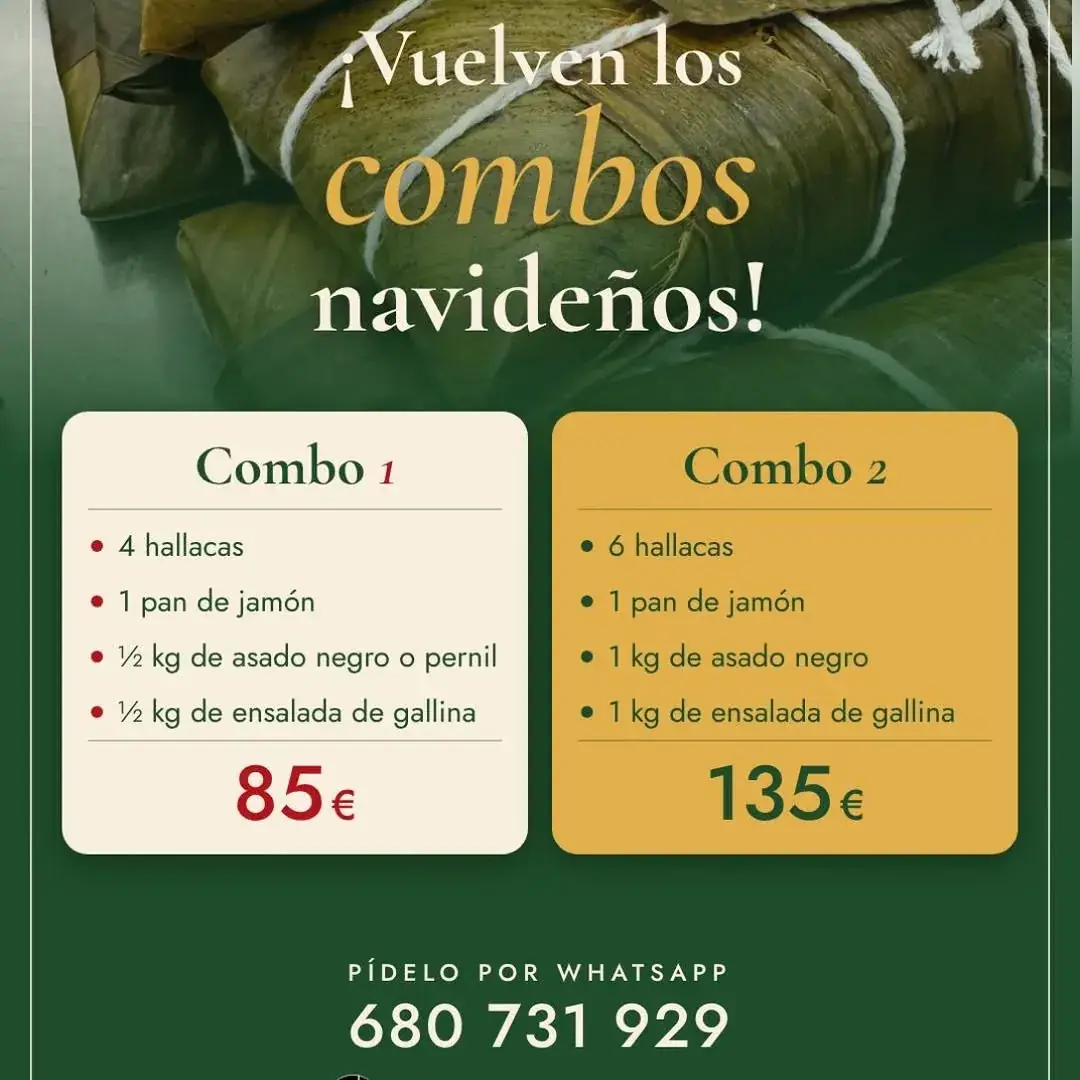 ¡Vuelven los
combos
navideños!
Combo 1
• 4 hallacas
• 1 pan de jamón
• ½ kg de asado negro o pernil
• ½ kg de ensalada de gallina
85€
Combo 2
• 6 hallacas
• 1 pan de jamón
• 1 kg de asado negro
• 1 kg de ensalada de gallina
135€
PÍDELO POR WHATSAPP
680 731 929